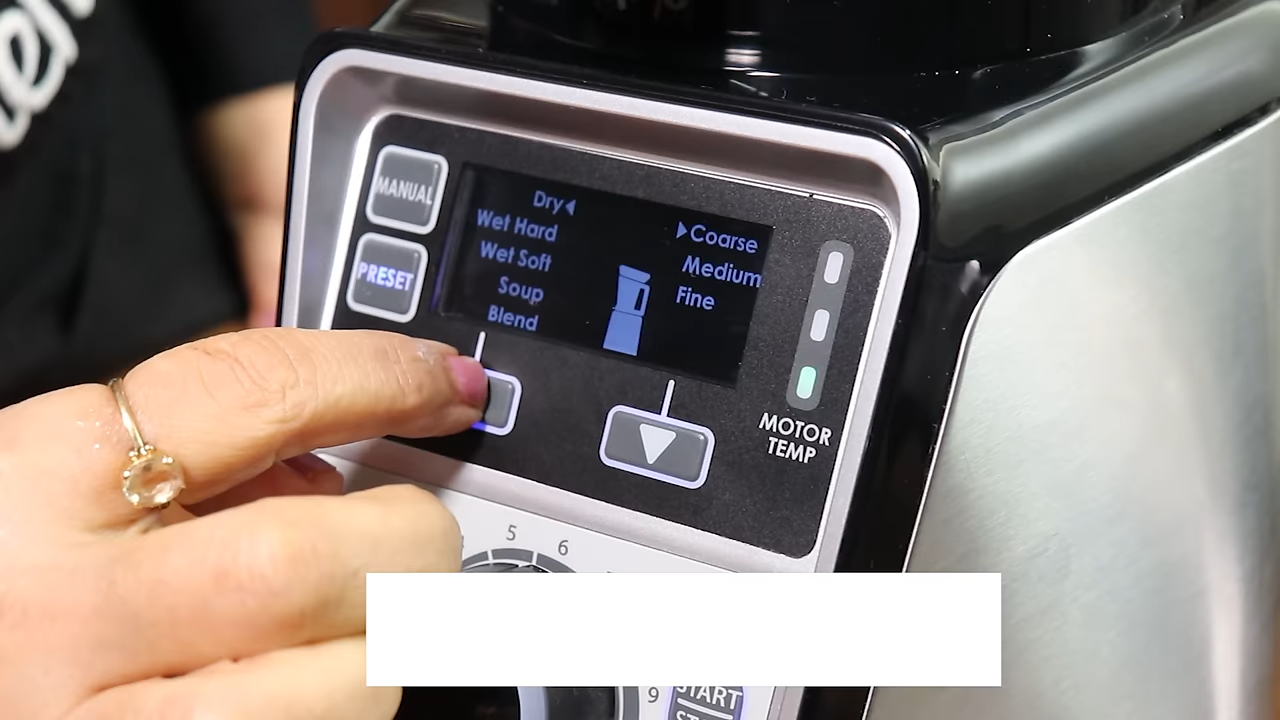 MANUAL
PRESET
Dry
Wet Hard
Wet Soft
Soup
Blend
Coarse
Medium
Fine
MOTOR
TEMP
5
6
9
START